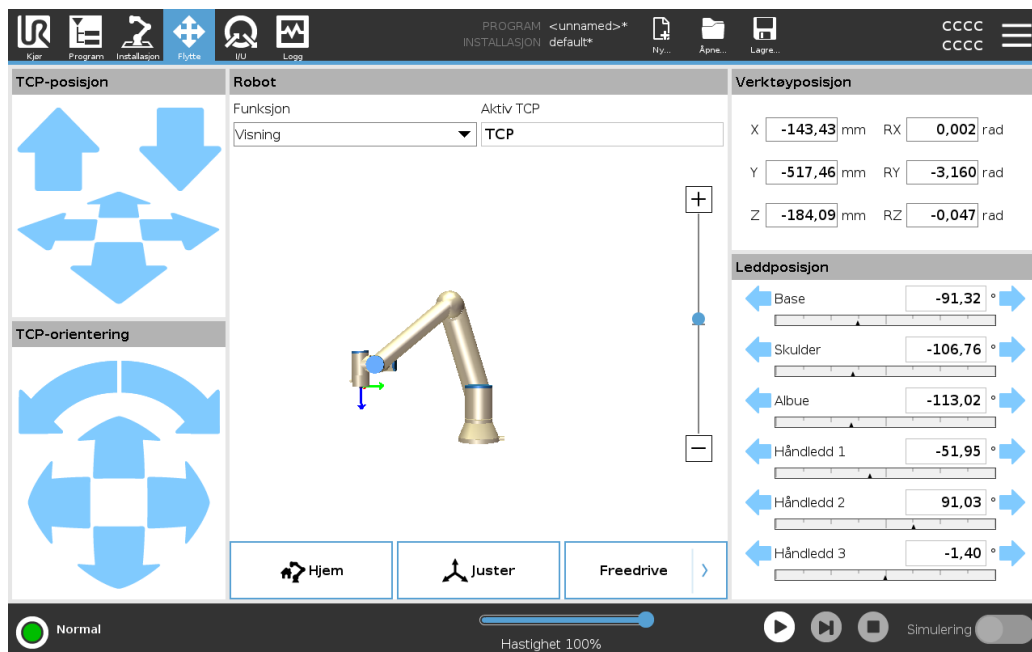 PROGRAM <unnamed>*
INSTALLASJON default*
CCCC
CCCC
UR
Kjør
Program
Installasjon
Flytte
I/U
Logg
Ny...
Åpne...
Lagre...
TCP-posisjon
TCP-orientering
Robot
Funksjon
Aktiv TCP
Visning
TCP
Hjem
Juster
Freedrive
Verktøyposisjon
X -143,43 mm RX 0,002 rad
Y -517,46 mm RY -3,160 rad
Z -184,09 mm RZ -0,047 rad
Leddposisjon
Base -91,32 °
Skulder -106,76 °
Albue -113,02 °
Håndledd 1 -51,95 °
Håndledd 2 91,03 °
Håndledd 3 -1,40 °
Normal
Hastighet 100%
Simulering